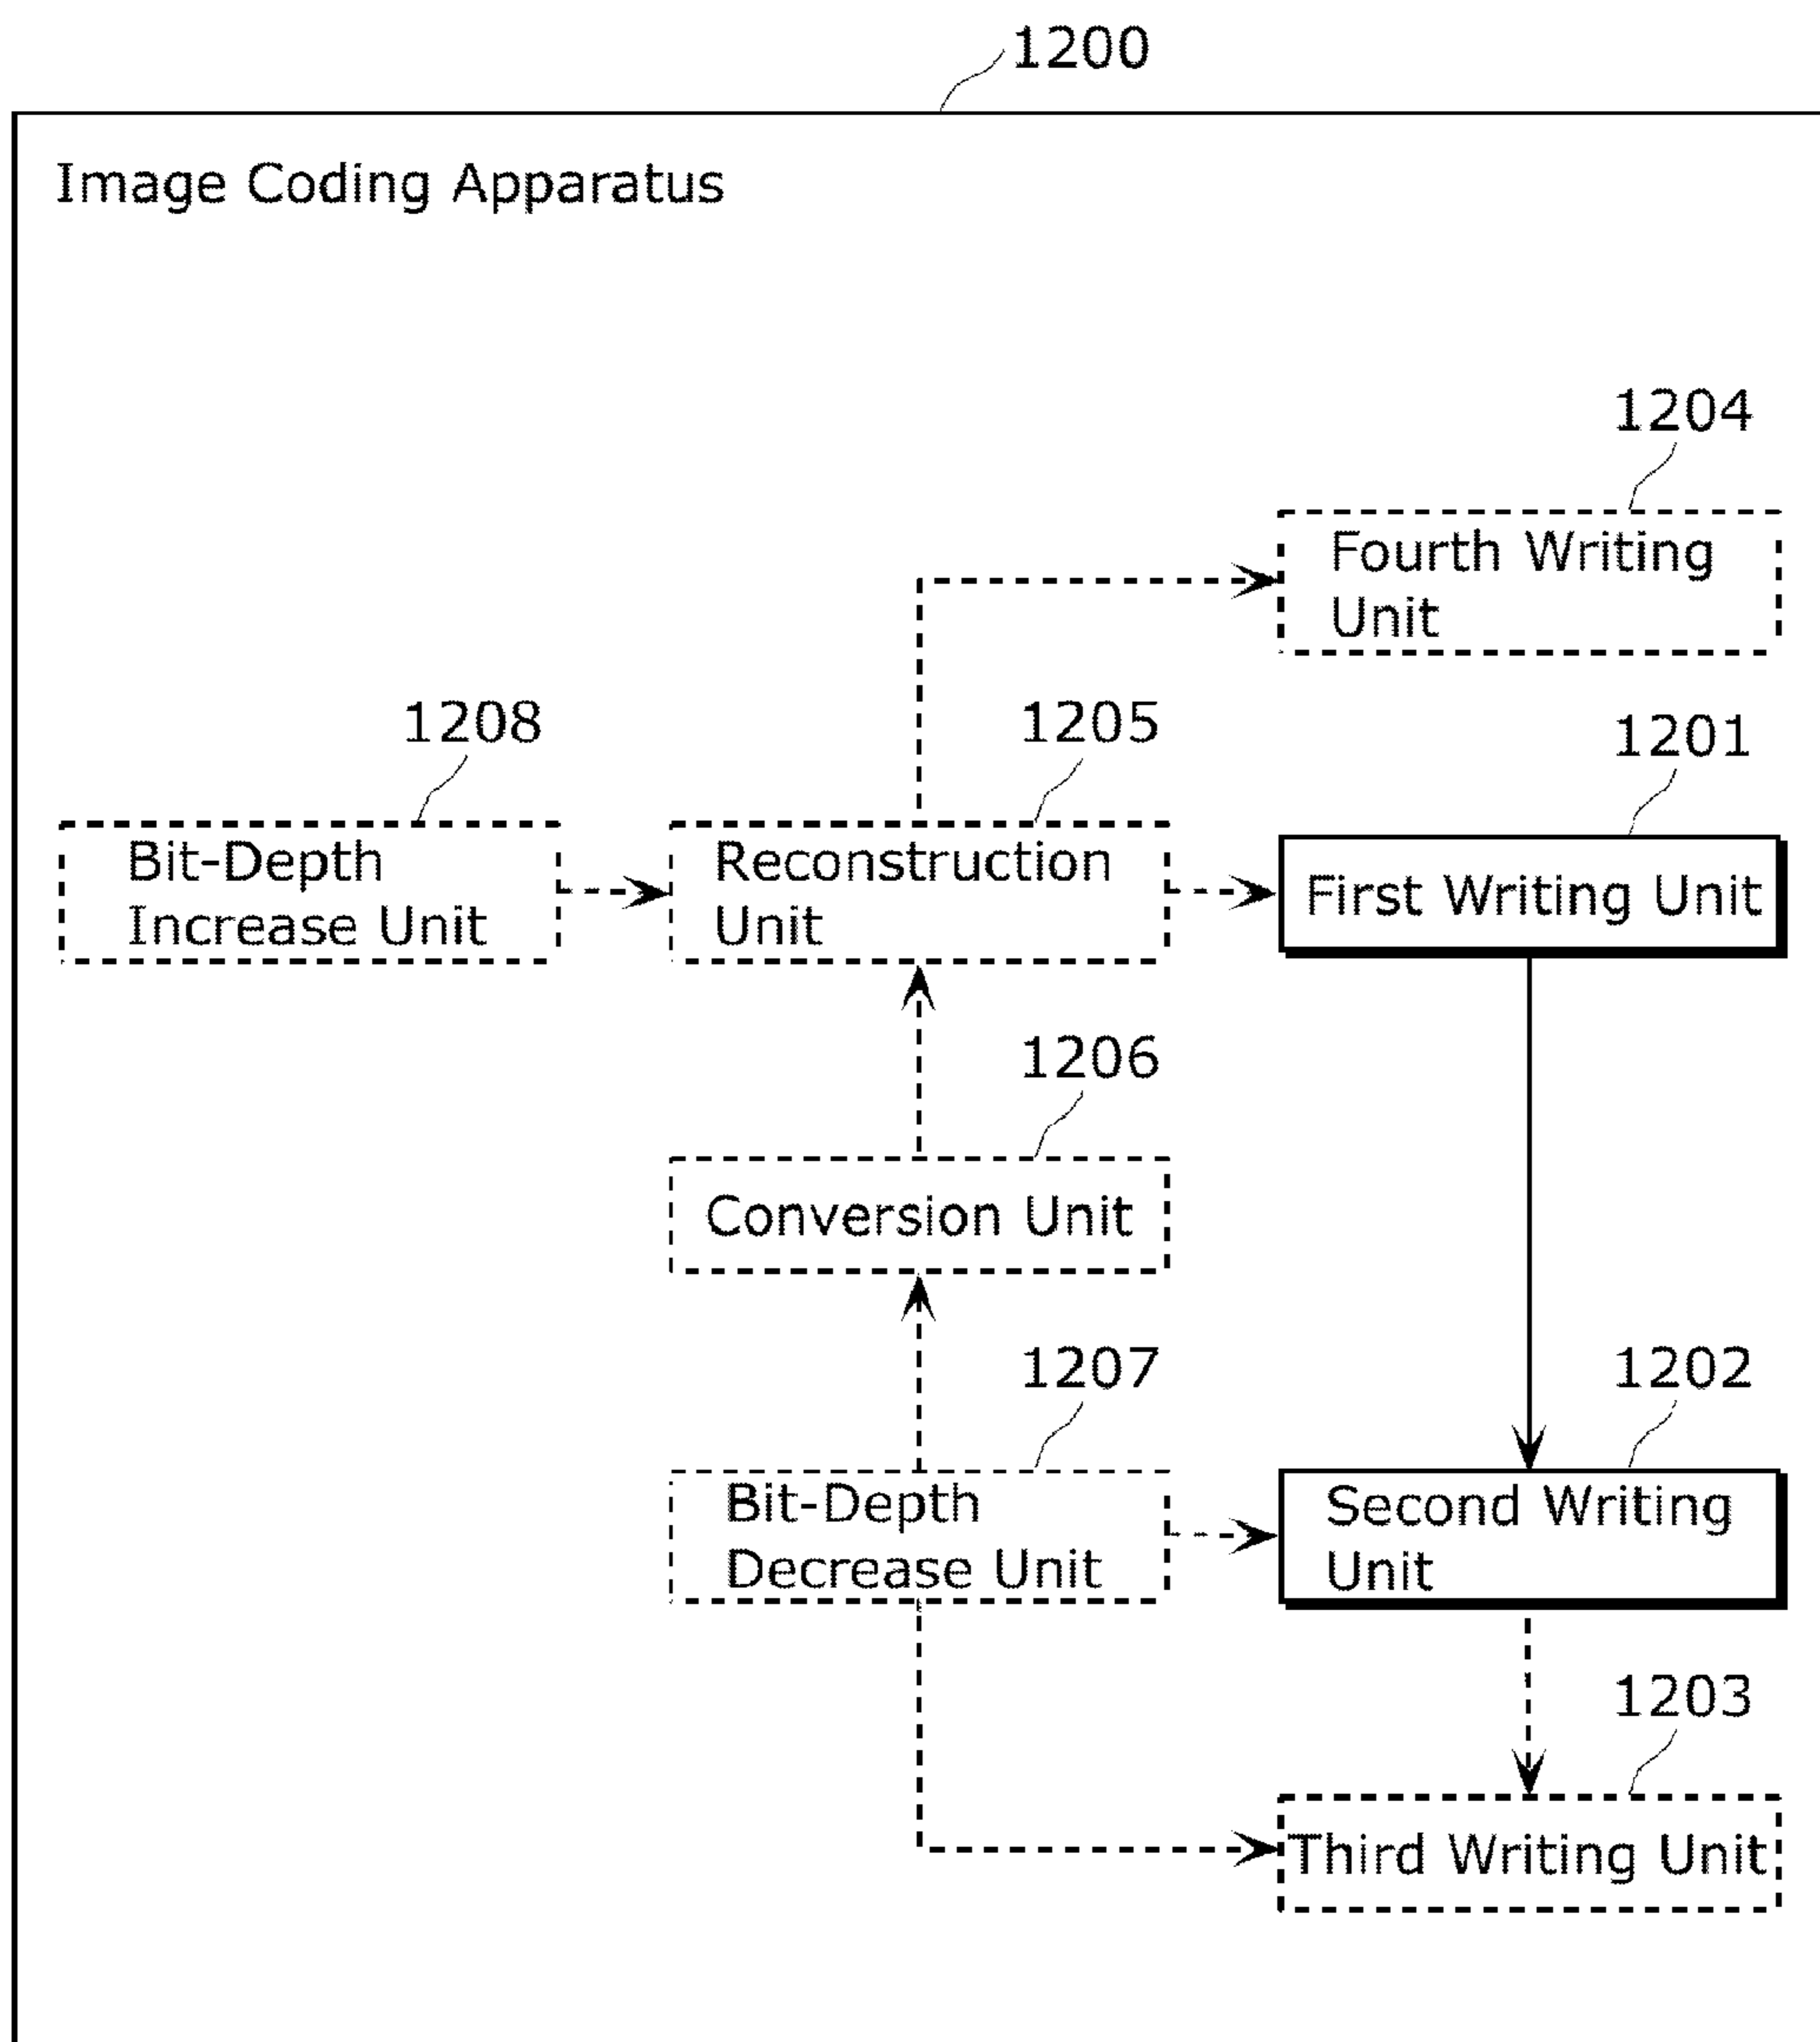 1200
Image Coding Apparatus
1204
Fourth Writing
Unit
1208
1205
1201
Bit-Depth
Increase Unit
Reconstruction
Unit
First Writing Unit
1206
Conversion Unit
1207
1202
Bit-Depth
Decrease Unit
Second Writing
Unit
1203
Third Writing Unit